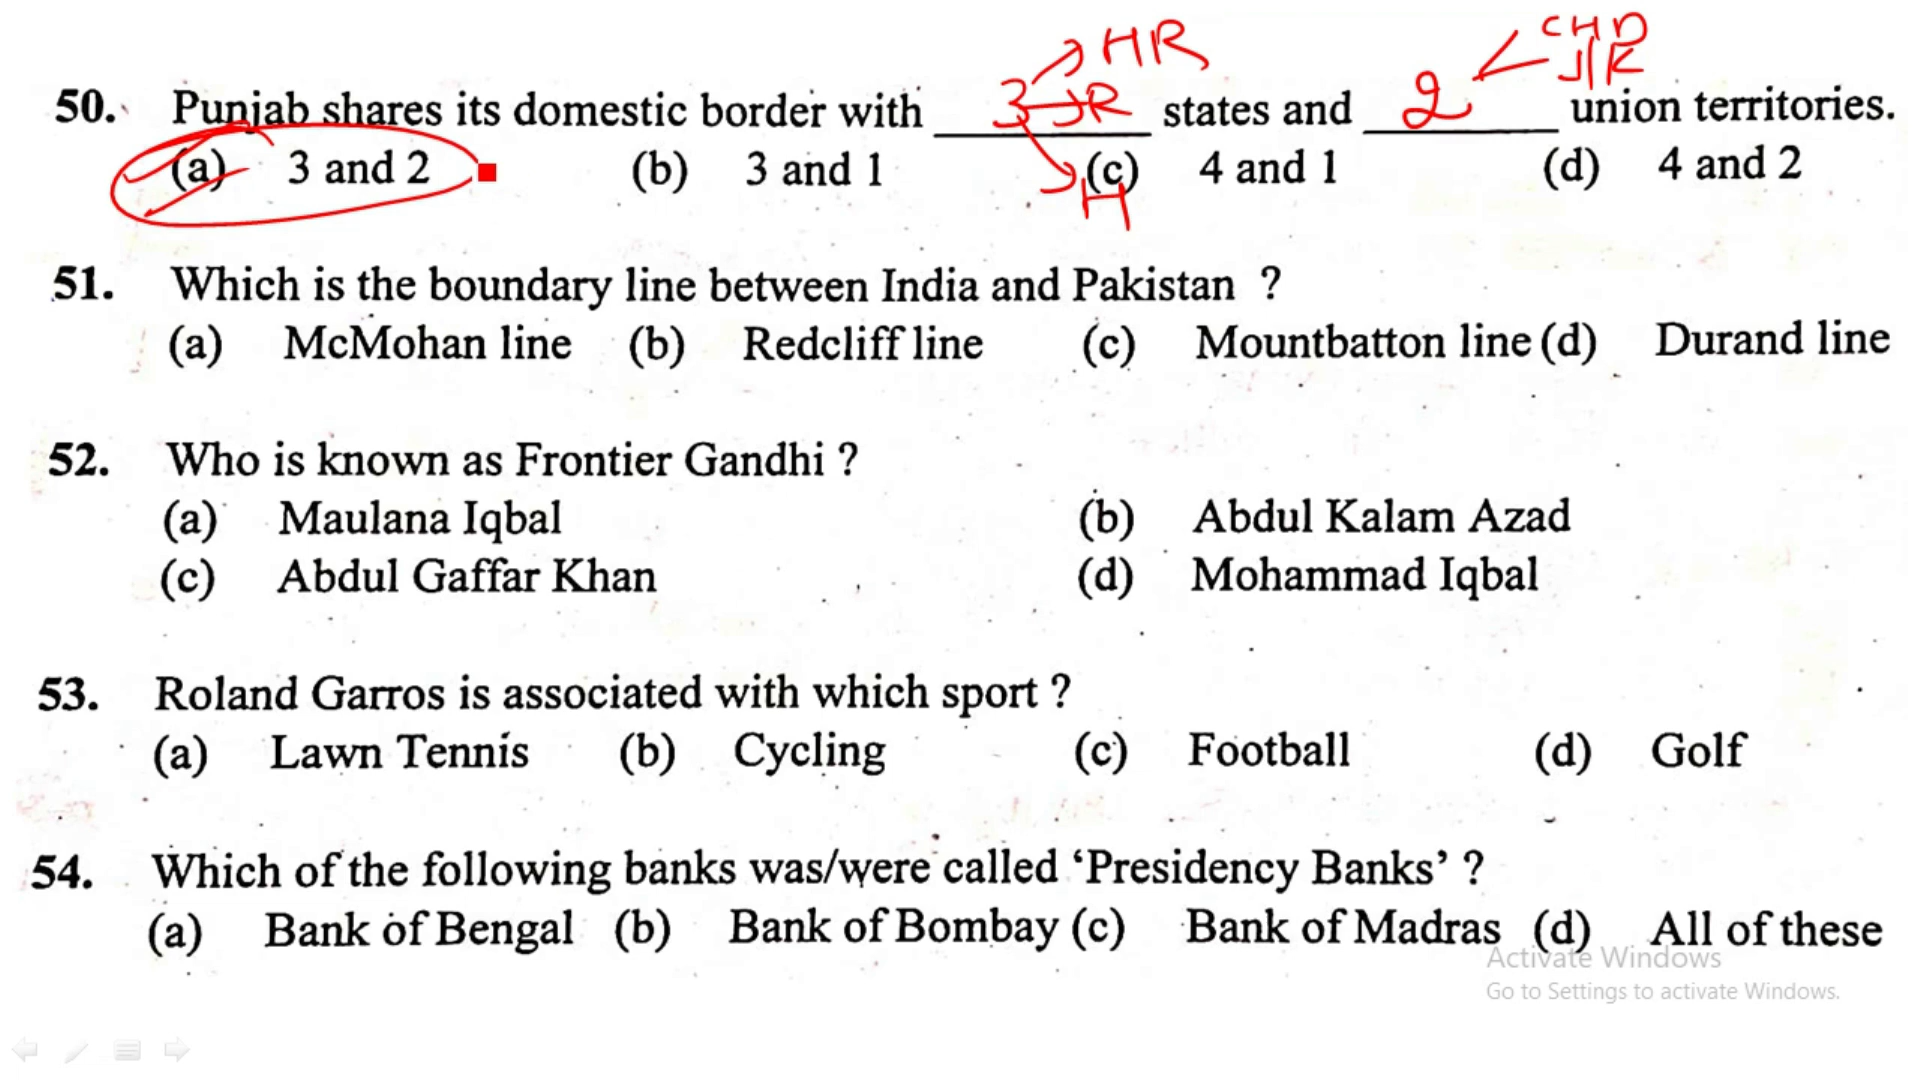 HR CHD
3 JR 2 JK
50. Punjab shares its domestic border with ____________ states and ____________ union territories.
(a) 3 and 2 (b) 3 and 1 (c) 4 and 1 (d) 4 and 2
H
51. Which is the boundary line between India and Pakistan ?
(a) McMohan line (b) Redcliff line (c) Mountbatton line (d) Durand line
52. Who is known as Frontier Gandhi ?
(a) Maulana Iqbal (b) Abdul Kalam Azad
(c) Abdul Gaffar Khan (d) Mohammad Iqbal
53. Roland Garros is associated with which sport ?
(a) Lawn Tennis (b) Cycling (c) Football (d) Golf
54. Which of the following banks was/were called ‘Presidency Banks’ ?
(a) Bank of Bengal (b) Bank of Bombay (c) Bank of Madras (d) All of these
Activate Windows
Go to Settings to activate Windows.